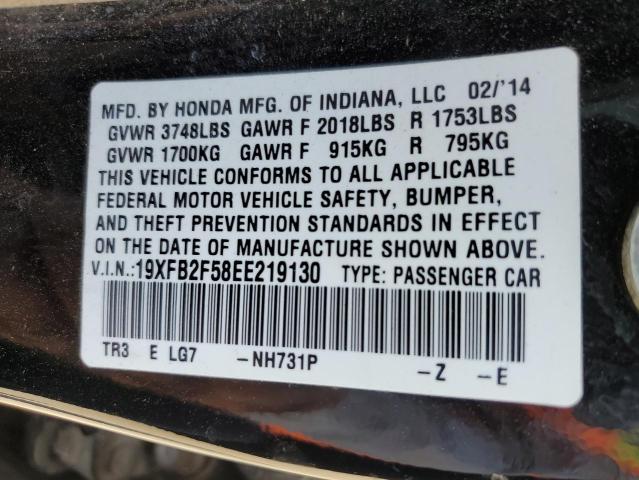 MFD. BY HONDA MFG. OF INDIANA, LLC 02/'14
GVWR 3748LBS GAWR F 2018LBS R 1753LBS
GVWR 1700KG GAWR F 915KG R 795KG
THIS VEHICLE CONFORMS TO ALL APPLICABLE
FEDERAL MOTOR VEHICLE SAFETY, BUMPER,
AND THEFT PREVENTION STANDARDS IN EFFECT
ON THE DATE OF MANUFACTURE SHOWN ABOVE.
V.I.N.:19XFB2F58EE219130 TYPE: PASSENGER CAR
TR3 E LG7 -NH731P -Z -E